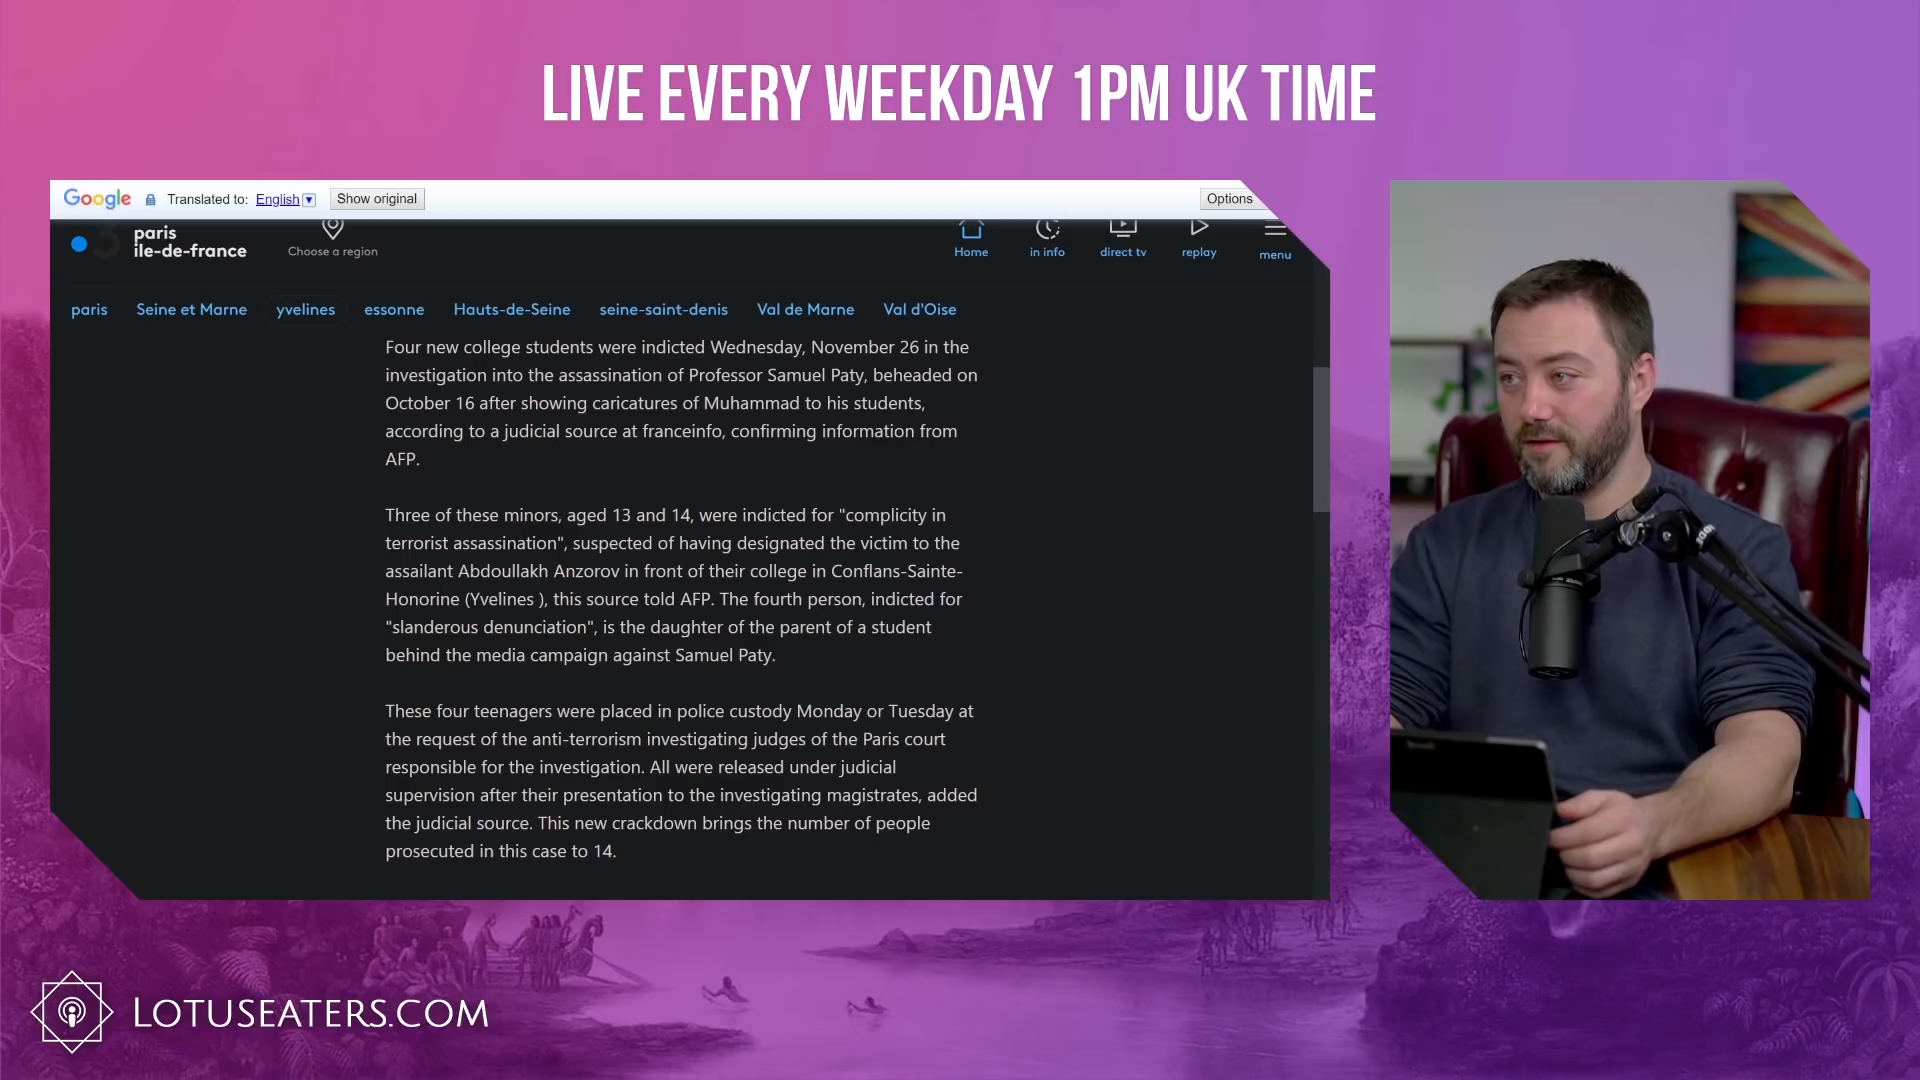 LIVE EVERY WEEKDAY 1PM UK TIME
Google Translated to: English Show original Options
3 paris
île-de-france
Choose a region
Home in info direct tv replay menu
paris Seine et Marne yvelines essonne Hauts-de-Seine seine-saint-denis Val de Marne Val d'Oise
Four new college students were indicted Wednesday, November 26 in the
investigation into the assassination of Professor Samuel Paty, beheaded on
October 16 after showing caricatures of Muhammad to his students,
according to a judicial source at franceinfo, confirming information from
AFP.
Three of these minors, aged 13 and 14, were indicted for "complicity in
terrorist assassination", suspected of having designated the victim to the
assailant Abdoullakh Anzorov in front of their college in Conflans-Sainte-
Honorine (Yvelines ), this source told AFP. The fourth person, indicted for
"slanderous denunciation", is the daughter of the parent of a student
behind the media campaign against Samuel Paty.
These four teenagers were placed in police custody Monday or Tuesday at
the request of the anti-terrorism investigating judges of the Paris court
responsible for the investigation. All were released under judicial
supervision after their presentation to the investigating magistrates, added
the judicial source. This new crackdown brings the number of people
prosecuted in this case to 14.
LOTUSEATERS.COM